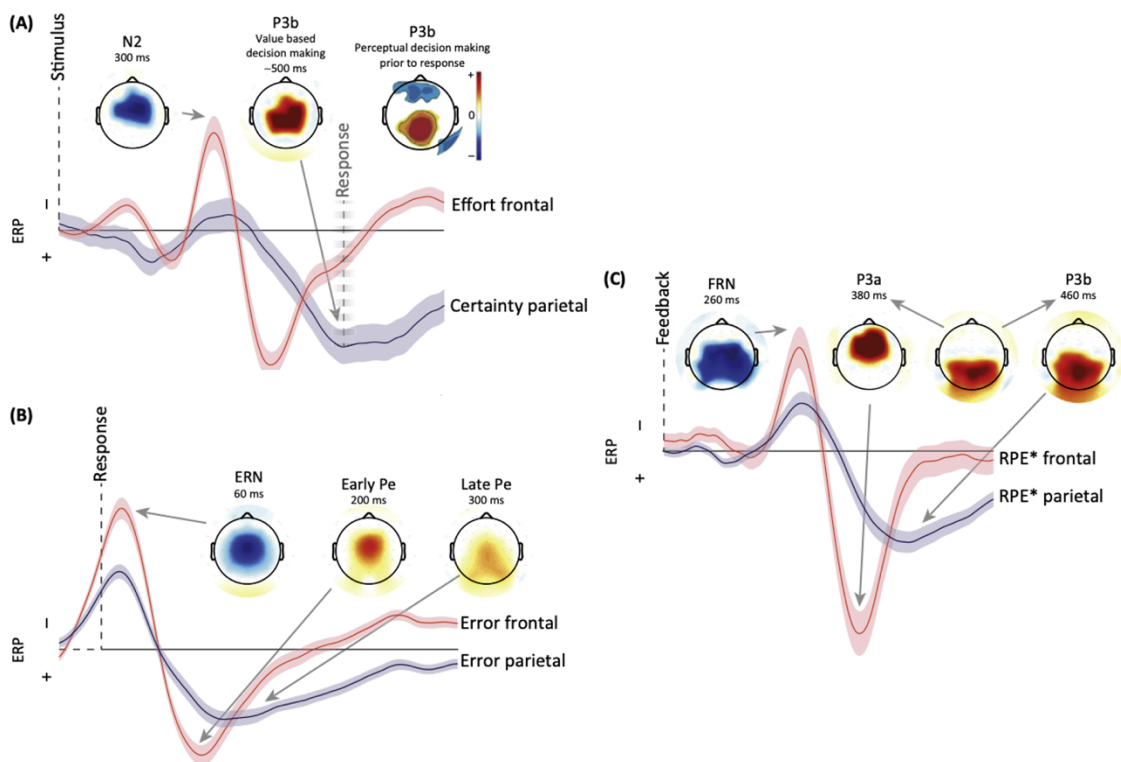 (A)
Stimulus
N2
300 ms
P3b
Value based
decision making
~500 ms
P3b
Perceptual decision making
prior to response
+
0
−
Response
−
ERP
+
Effort frontal
Certainty parietal
(B)
Response
ERN
60 ms
Early Pe
200 ms
Late Pe
300 ms
−
ERP
+
Error frontal
Error parietal
(C)
Feedback
FRN
260 ms
P3a
380 ms
P3b
460 ms
−
ERP
+
RPE* frontal
RPE* parietal